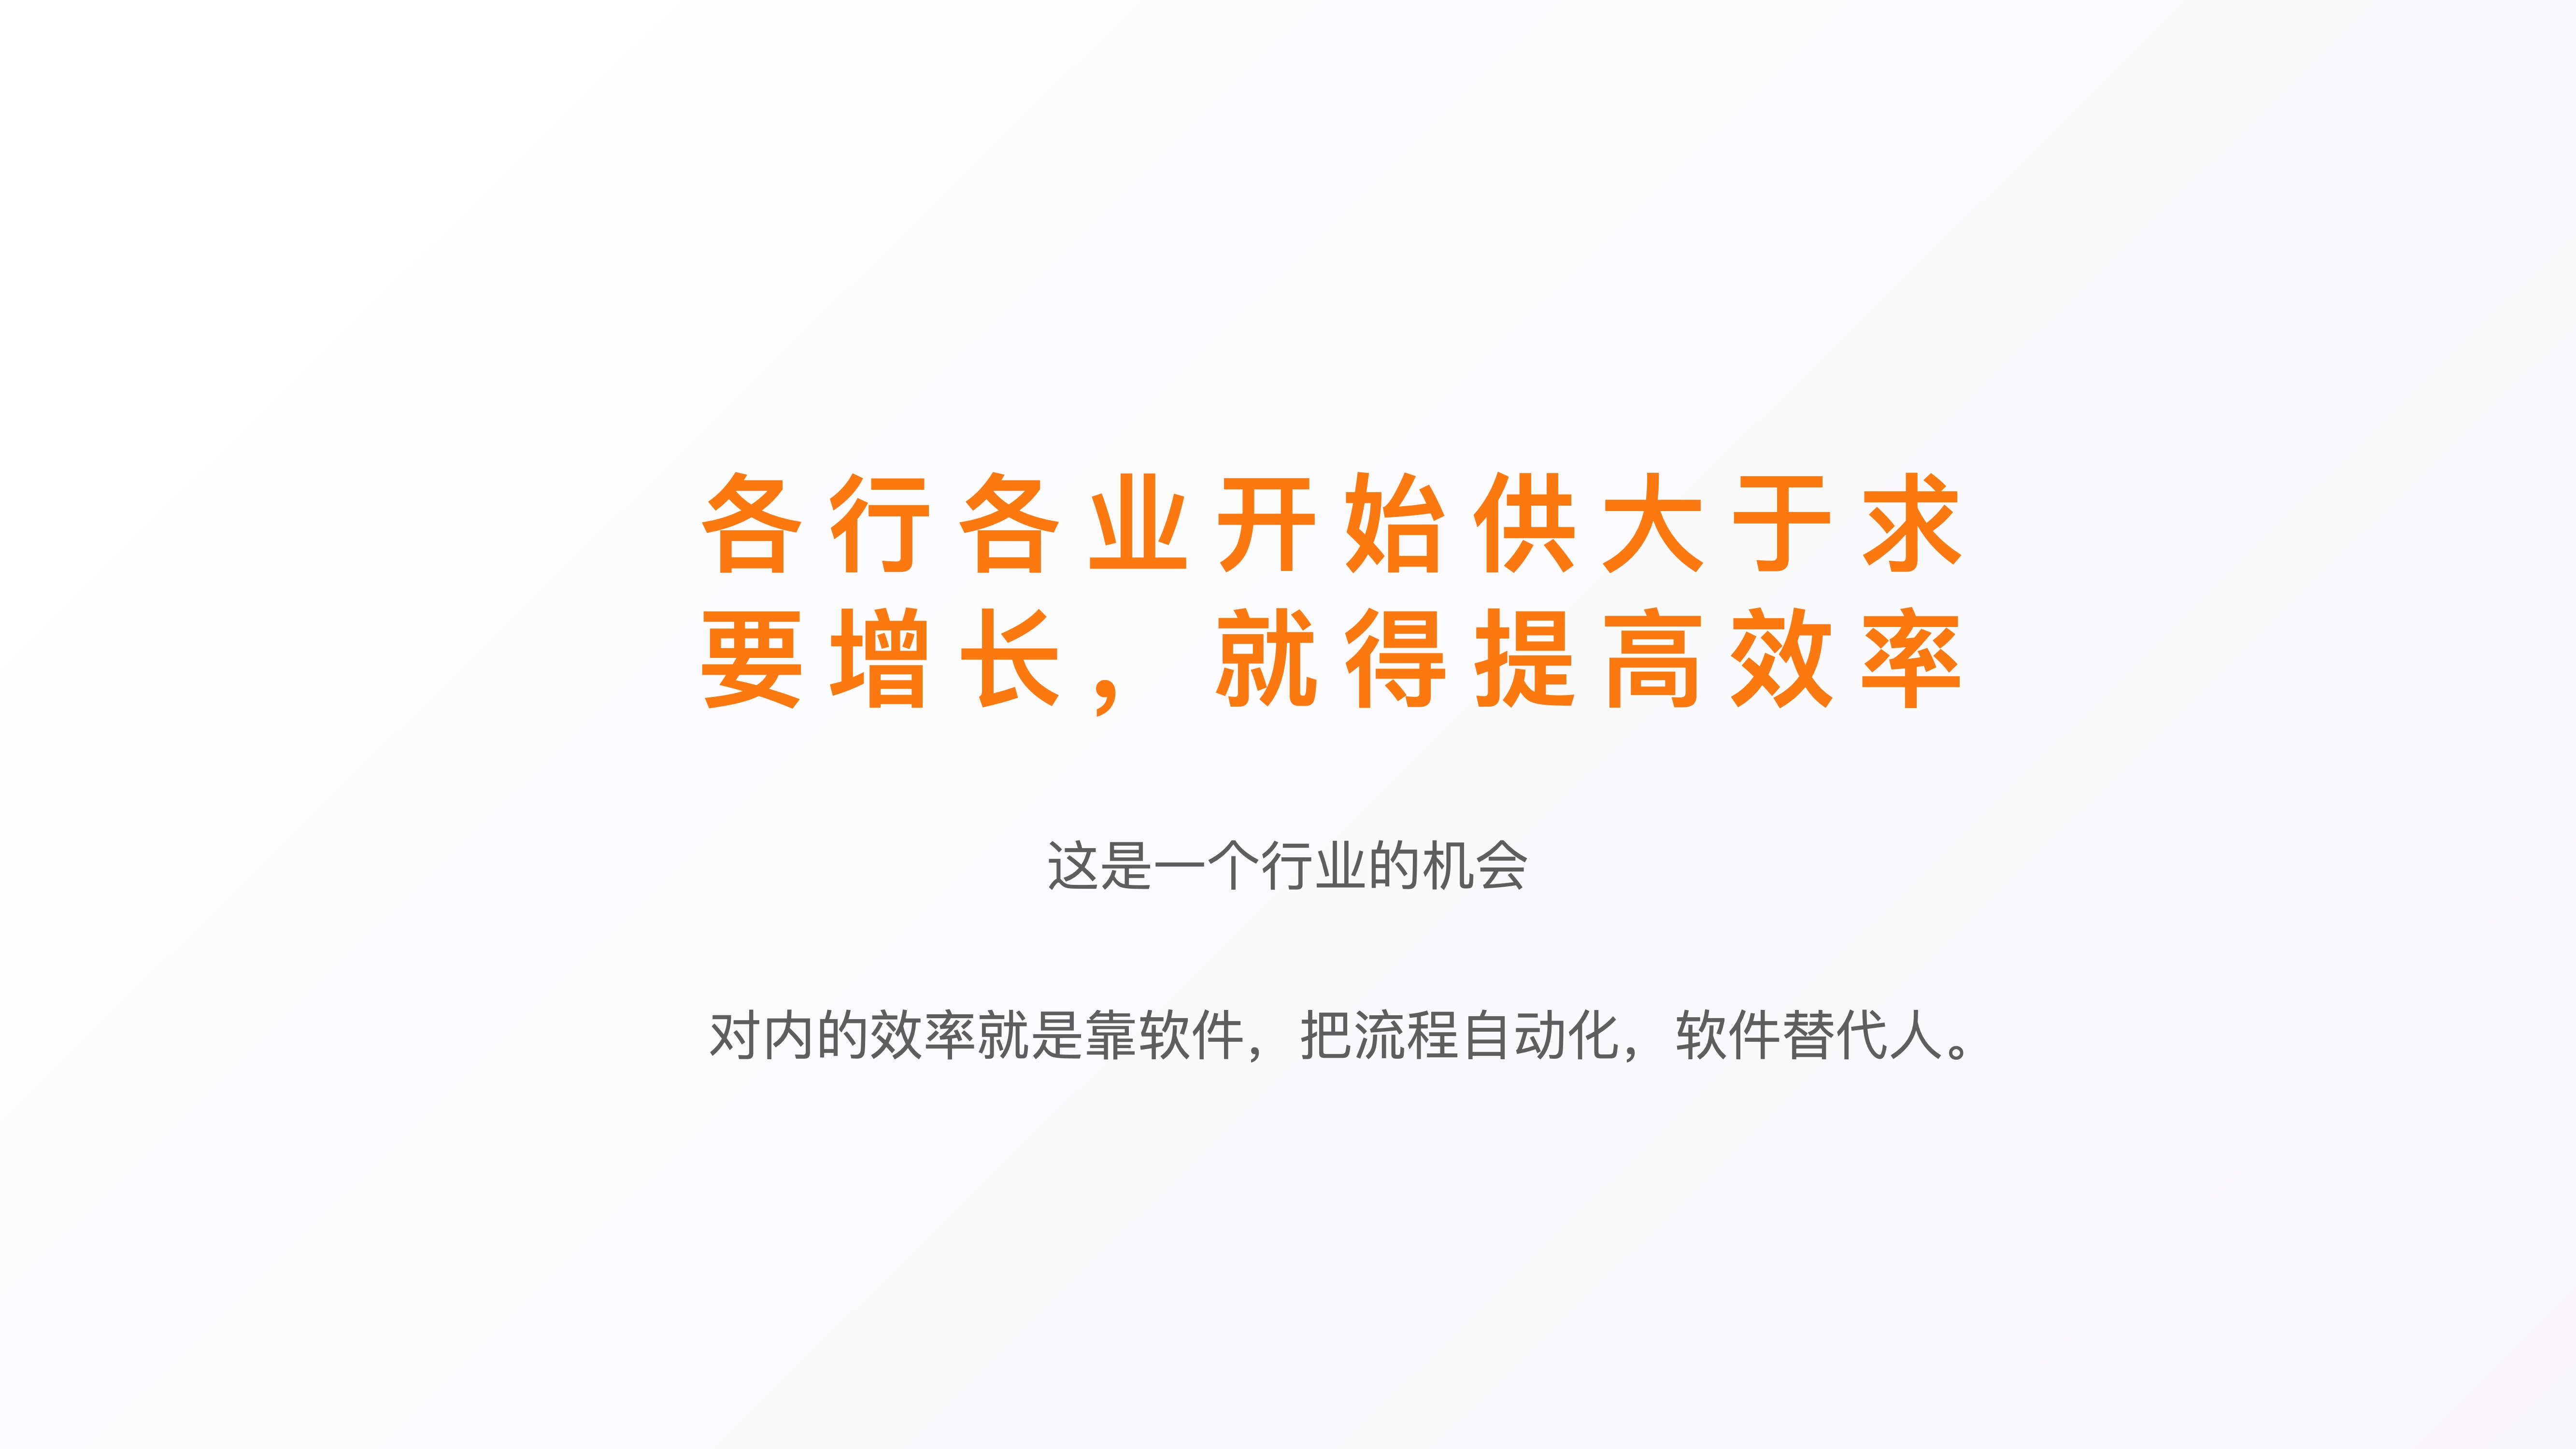 各行各业开始供大于求
要增长，就得提高效率
这是一个行业的机会
对内的效率就是靠软件，把流程自动化，软件替代人。